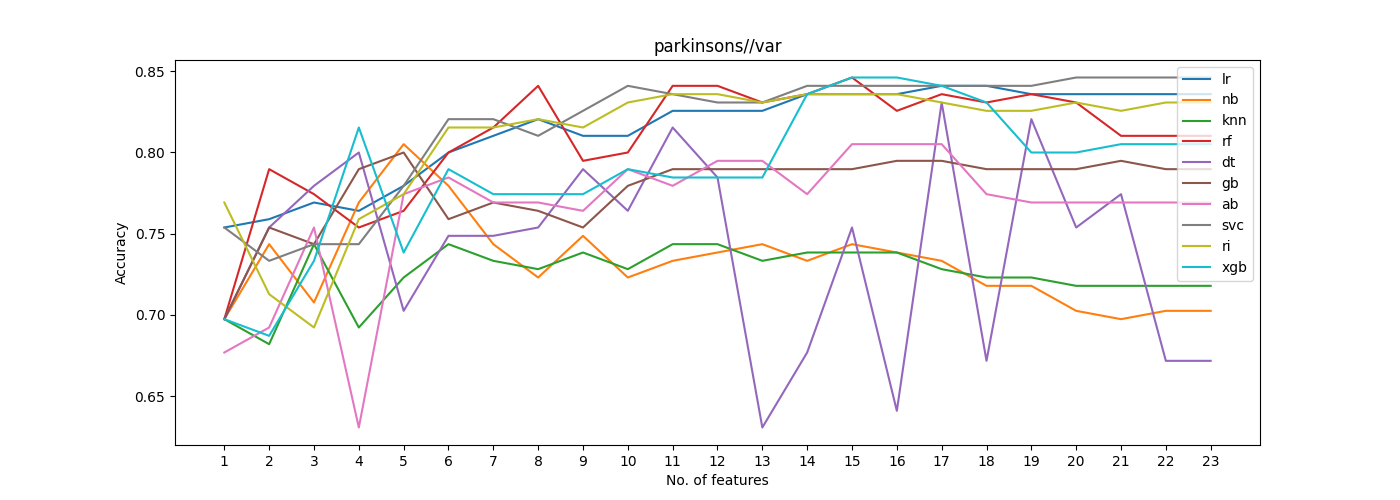 parkinsons//var
Accuracy
0.85
0.80
0.75
0.70
0.65
lr
nb
knn
rf
dt
gb
ab
svc
ri
xgb
1 2 3 4 5 6 7 8 9 10 11 12 13 14 15 16 17 18 19 20 21 22 23
No. of features